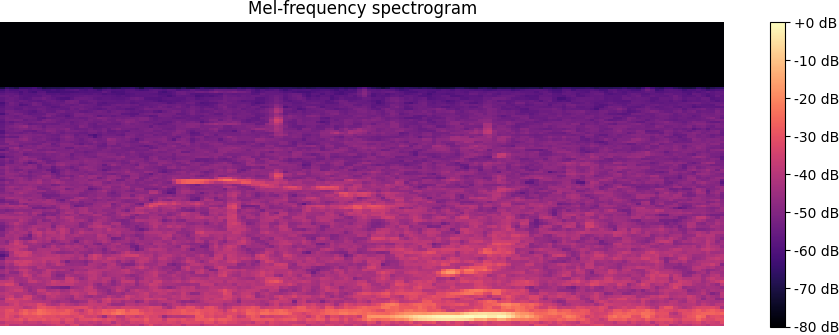 Mel-frequency spectrogram
+0 dB
-10 dB
-20 dB
-30 dB
-40 dB
-50 dB
-60 dB
-70 dB
-80 dB